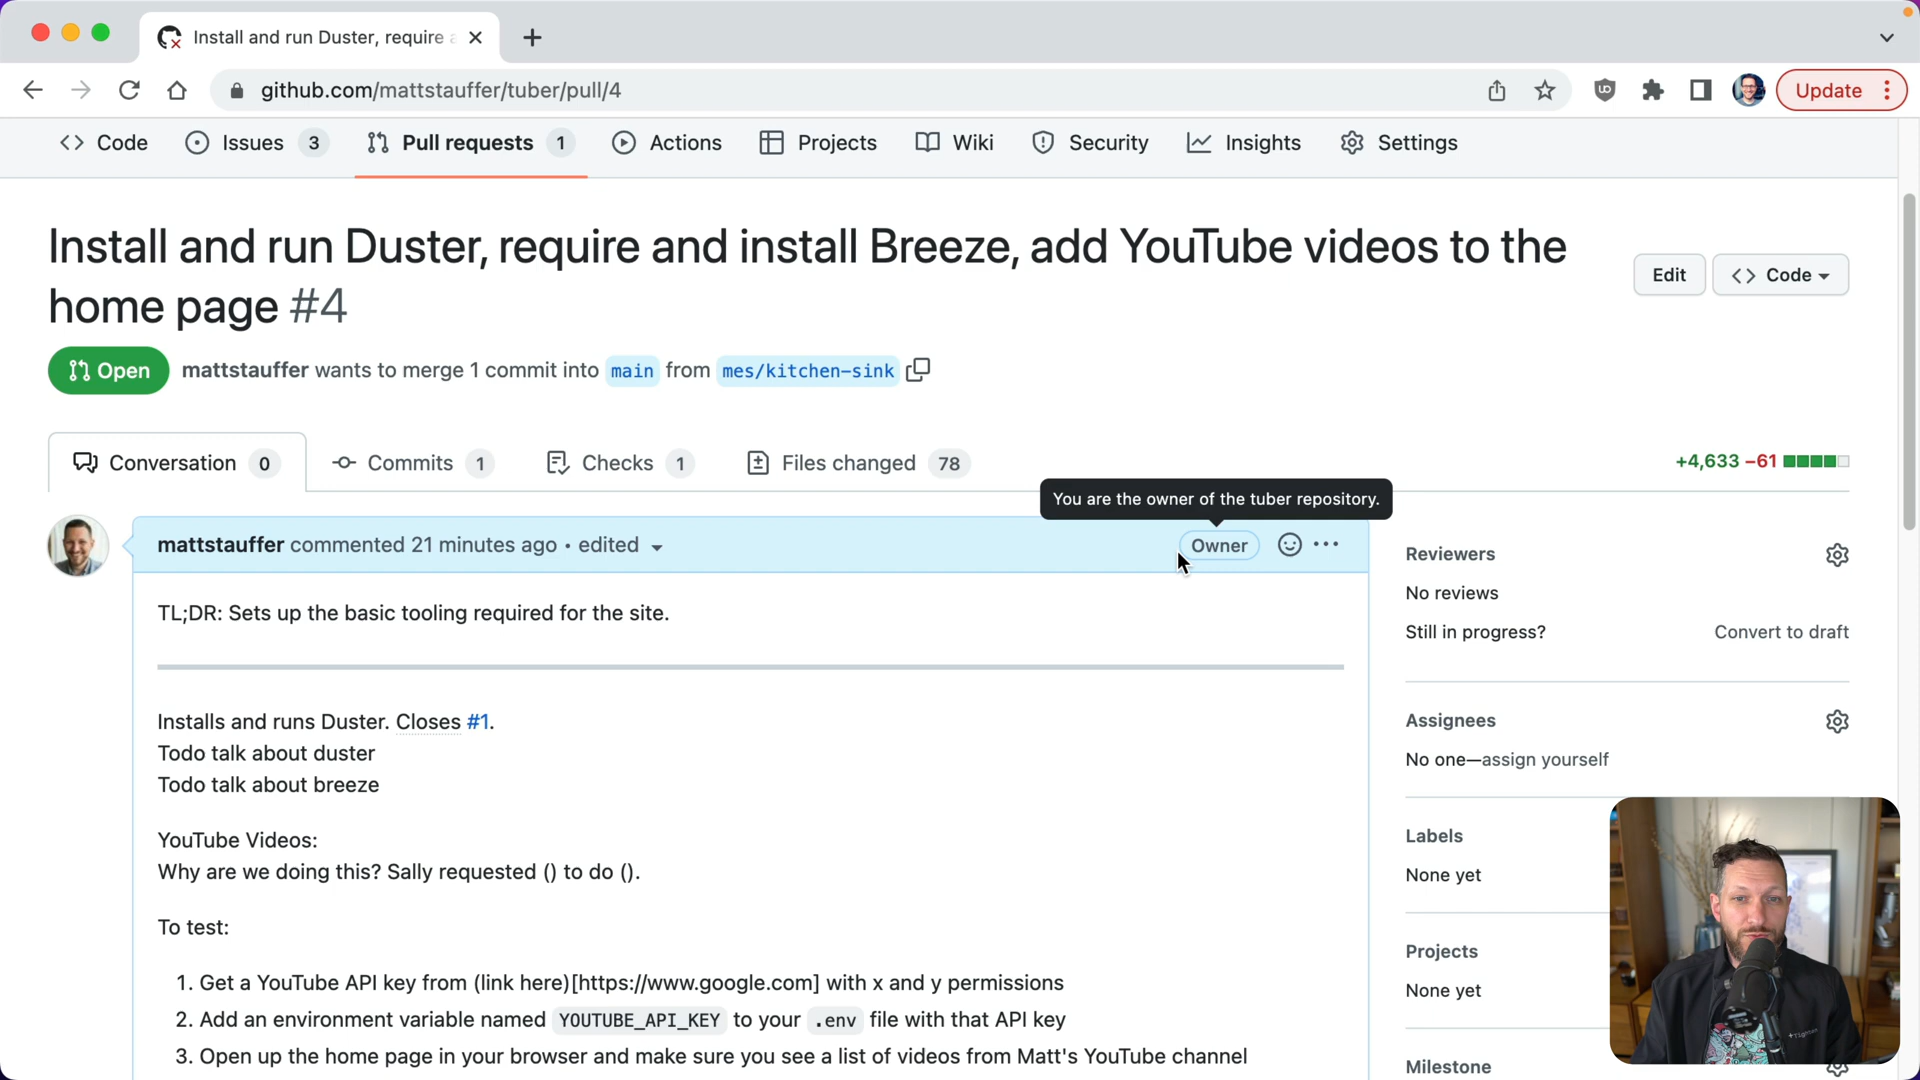 Install and run Duster, require a
github.com/mattstauffer/tuber/pull/4
Update
Code
Issues 3
Pull requests 1
Actions
Projects
Wiki
Security
Insights
Settings
Install and run Duster, require and install Breeze, add YouTube videos to the
home page #4
Edit
Code
Open
mattstauffer wants to merge 1 commit into main from mes/kitchen-sink
Conversation 0
Commits 1
Checks 1
Files changed 78
+4,633 −61
You are the owner of the tuber repository.
mattstauffer commented 21 minutes ago • edited
Owner
TL;DR: Sets up the basic tooling required for the site.
Installs and runs Duster. Closes #1.
Todo talk about duster
Todo talk about breeze
YouTube Videos:
Why are we doing this? Sally requested () to do ().
To test:
1. Get a YouTube API key from (link here)[https://www.google.com] with x and y permissions
2. Add an environment variable named YOUTUBE_API_KEY to your .env file with that API key
3. Open up the home page in your browser and make sure you see a list of videos from Matt's YouTube channel
Reviewers
No reviews
Still in progress? Convert to draft
Assignees
No one—assign yourself
Labels
None yet
Projects
None yet
Milestone